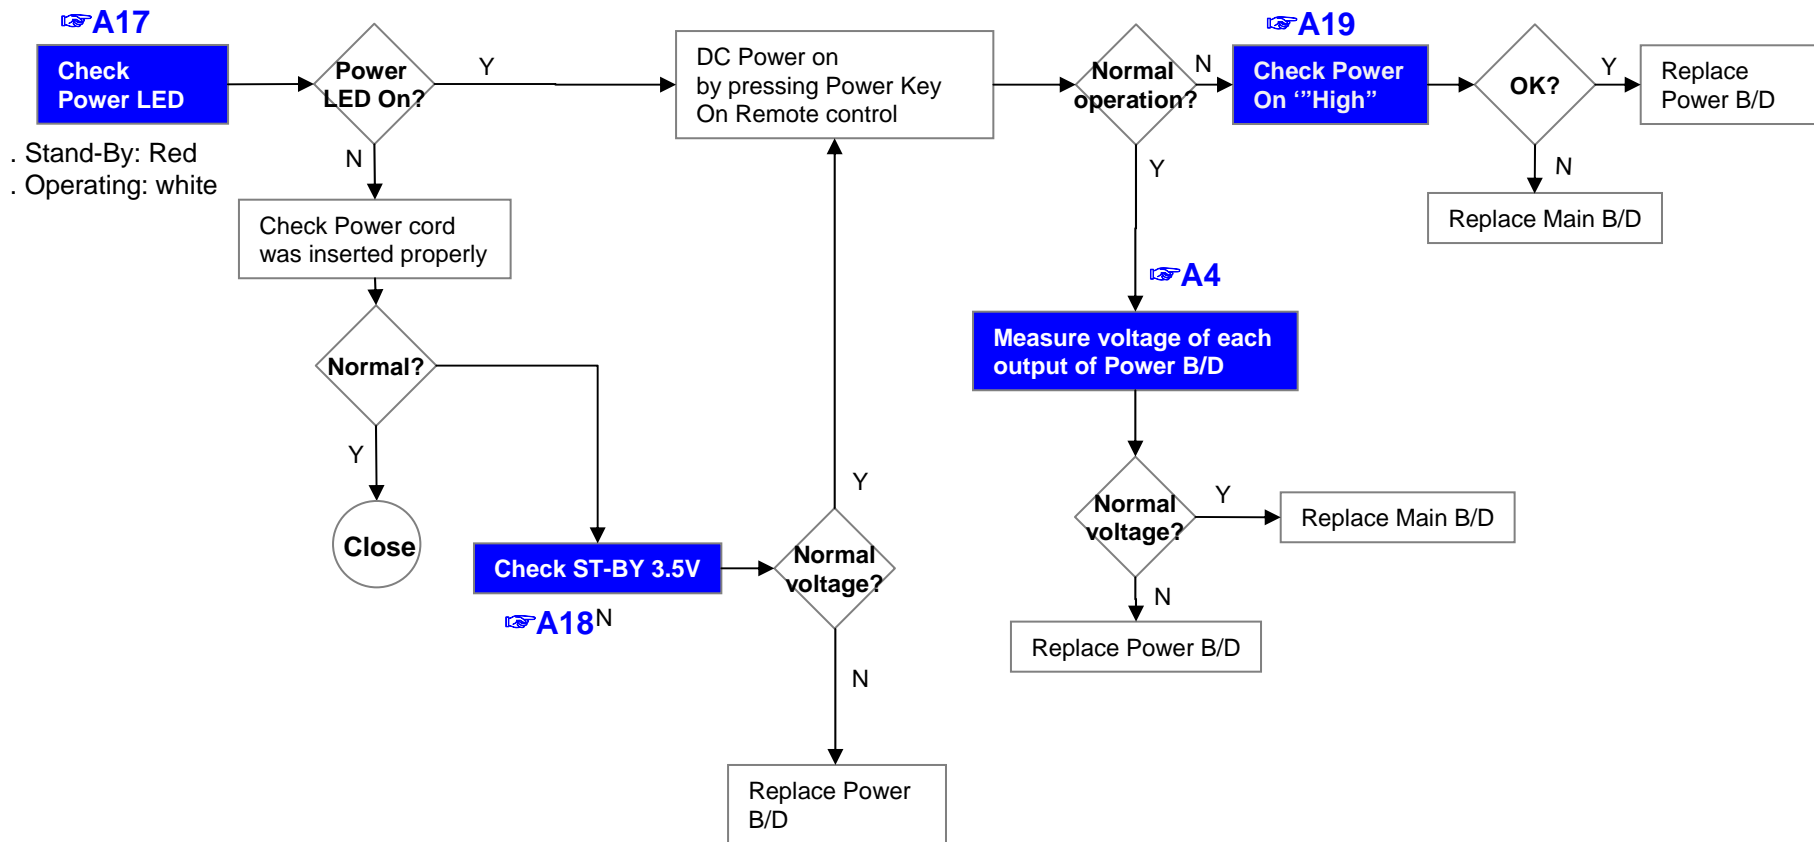 ☞A17
Check
Power LED
. Stand-By: Red
. Operating: white
Power
LED On?
Y
N
Check Power cord
was inserted properly
Normal?
Y
Close
N
Check ST-BY 3.5V
☞A18
Normal
voltage?
Y
N
Replace Power
B/D
DC Power on
by pressing Power Key
On Remote control
Normal
operation?
N
Y
☞A19
Check Power
On ‘”High”
OK?
Y
Replace
Power B/D
N
Replace Main B/D
☞A4
Measure voltage of each
output of Power B/D
Normal
voltage?
Y
Replace Main B/D
N
Replace Power B/D